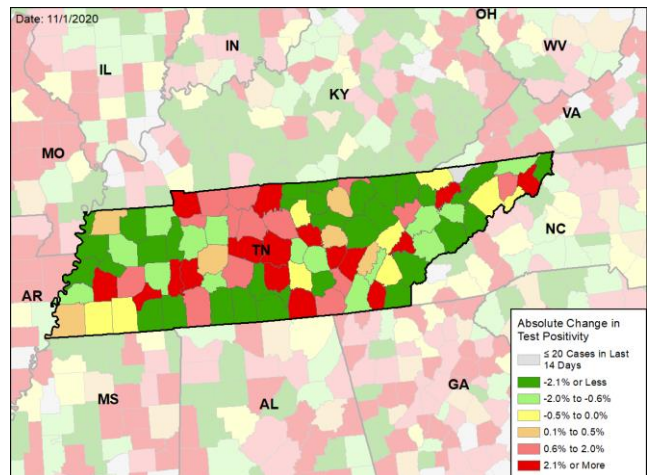 Date: 11/1/2020
OH
IN
WV
IL
KY
VA
MO
TN
NC
AR
MS
AL
GA
Absolute Change in
Test Positivity
≤ 20 Cases in Last
14 Days
-2.1% or Less
-2.0% to -0.6%
-0.5% to 0.0%
0.1% to 0.5%
0.6% to 2.0%
2.1% or More